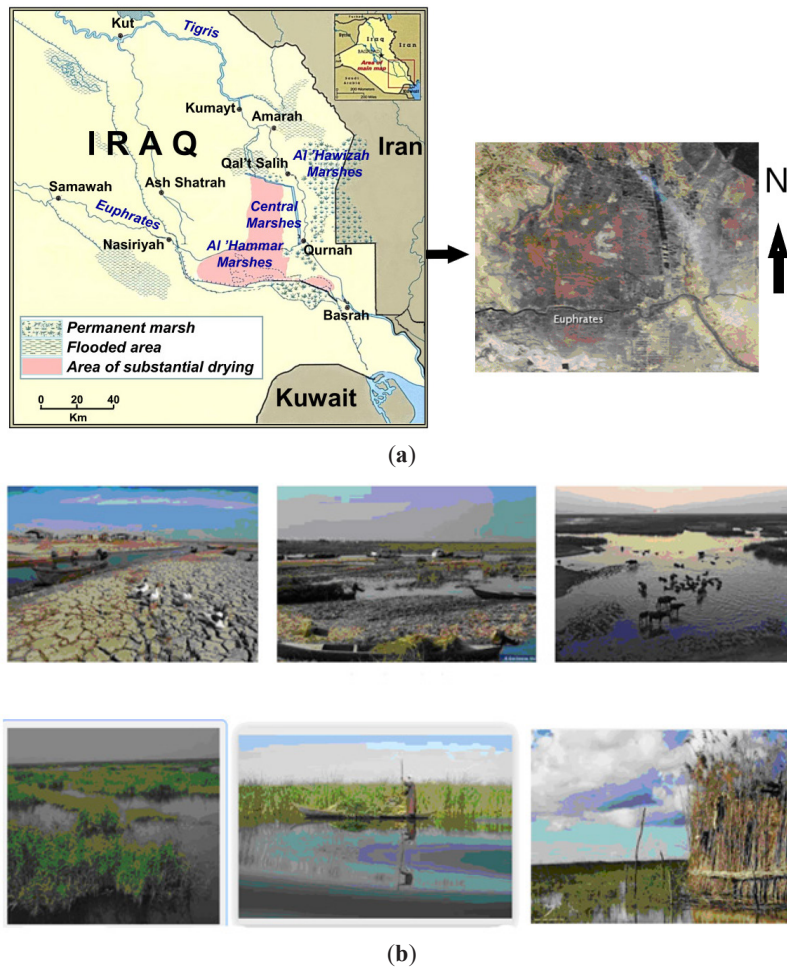 Kut
Tigris
Iraq
Iran
Area of
main map
Kumayt
Amarah
IRAQ
Iran
Qal't Salih
Al 'Hawizah
Marshes
Samawah
Ash Shatrah
Central
Marshes
Euphrates
Nasiriyah
Al 'Hammar
Marshes
Qurnah
Basrah
Permanent marsh
Flooded area
Area of substantial drying
0 20 40
Km
Kuwait
N
Euphrates
(a)
(b)